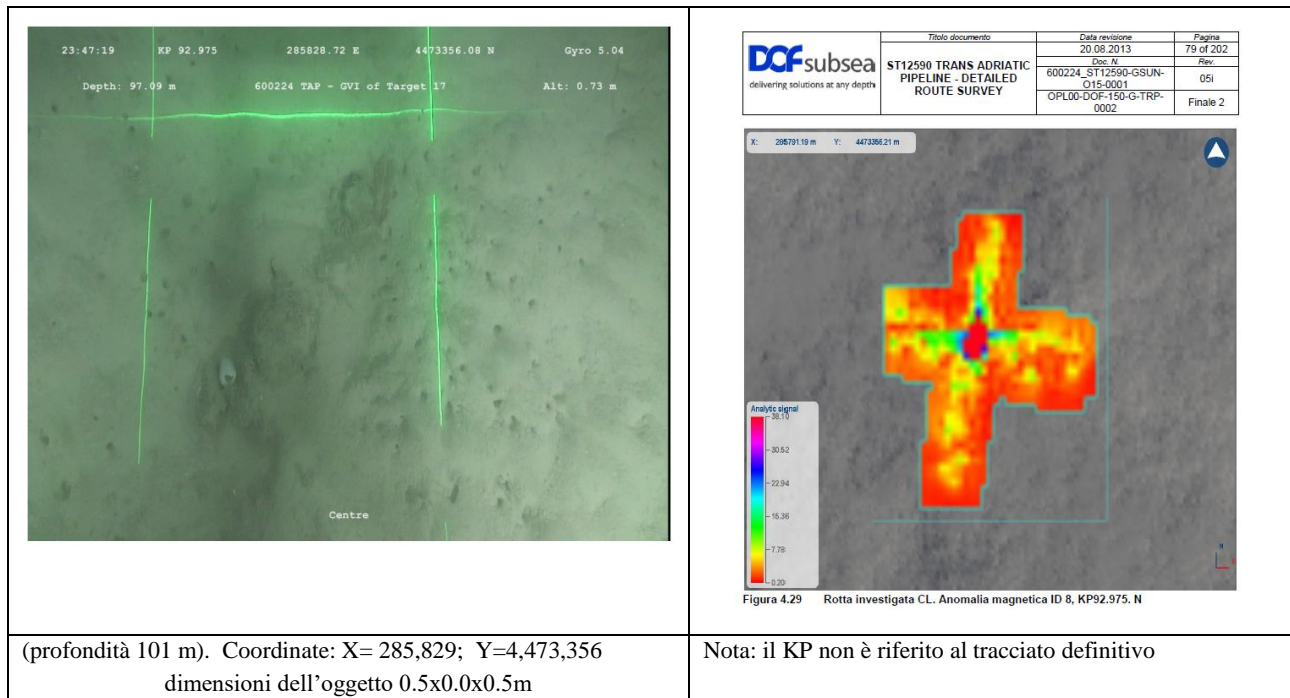 23:47:19 KP 92.975 285828.72 E 4473356.08 N Gyro 5.04
Depth: 97.09 m 600224 TAP - GVI of Target 17 Alt: 0.73 m
Centre
DOF subsea
delivering solutions at any depth
Titolo documento
ST12590 TRANS ADRIATIC
PIPELINE - DETAILED
ROUTE SURVEY
Data revisione Pagina
20.08.2013 79 of 202
Doc. N. Rev.
600224_ST12590-GSUN-
O15-0001
05i
OPL00-DOF-150-G-TRP-
0002
Finale 2
X: 285791.19 m Y: 4473356.21 m
Analytic signal
38.10
30.52
22.94
15.36
7.78
0.20
N
Figura 4.29 Rotta investigata CL. Anomalia magnetica ID 8, KP92.975. N
(profondità 101 m). Coordinate: X= 285,829; Y=4,473,356
dimensioni dell’oggetto 0.5x0.0x0.5m
Nota: il KP non è riferito al tracciato definitivo